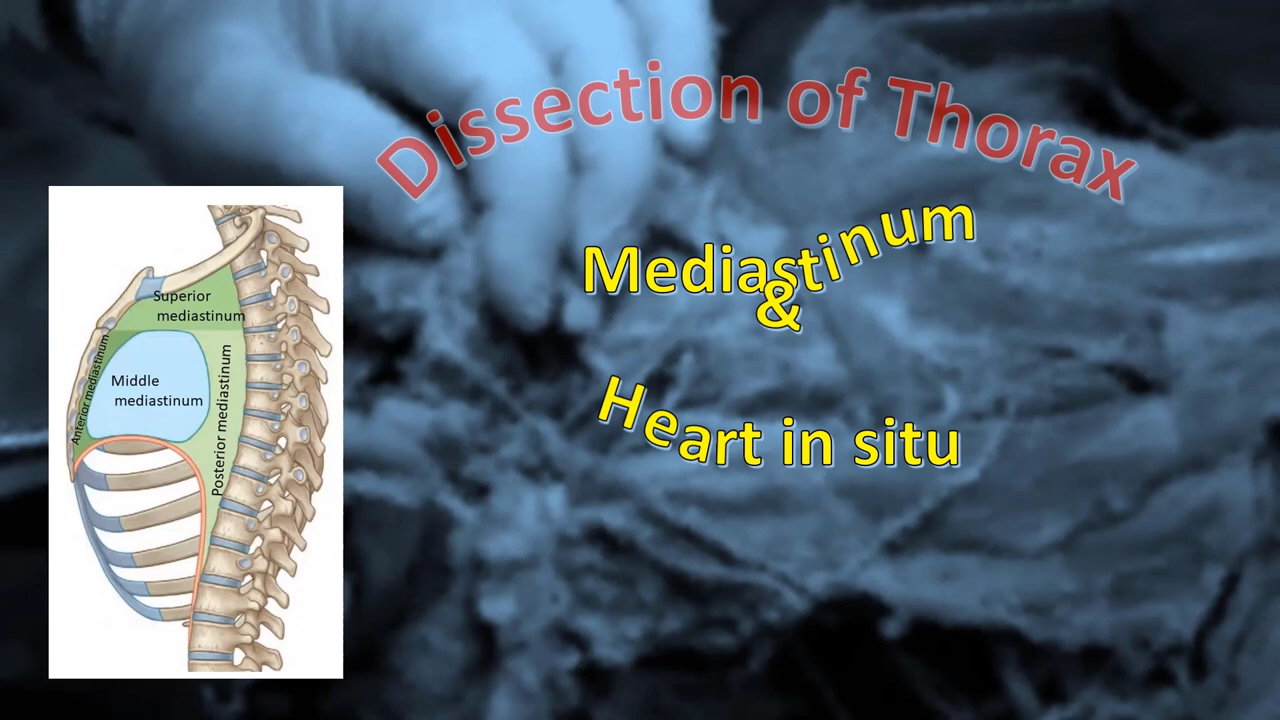 Dissection of Thorax
Mediastinum
&
Heart in situ
Superior
mediastinum
Anterior mediastinum
Middle
mediastinum
Posterior mediastinum